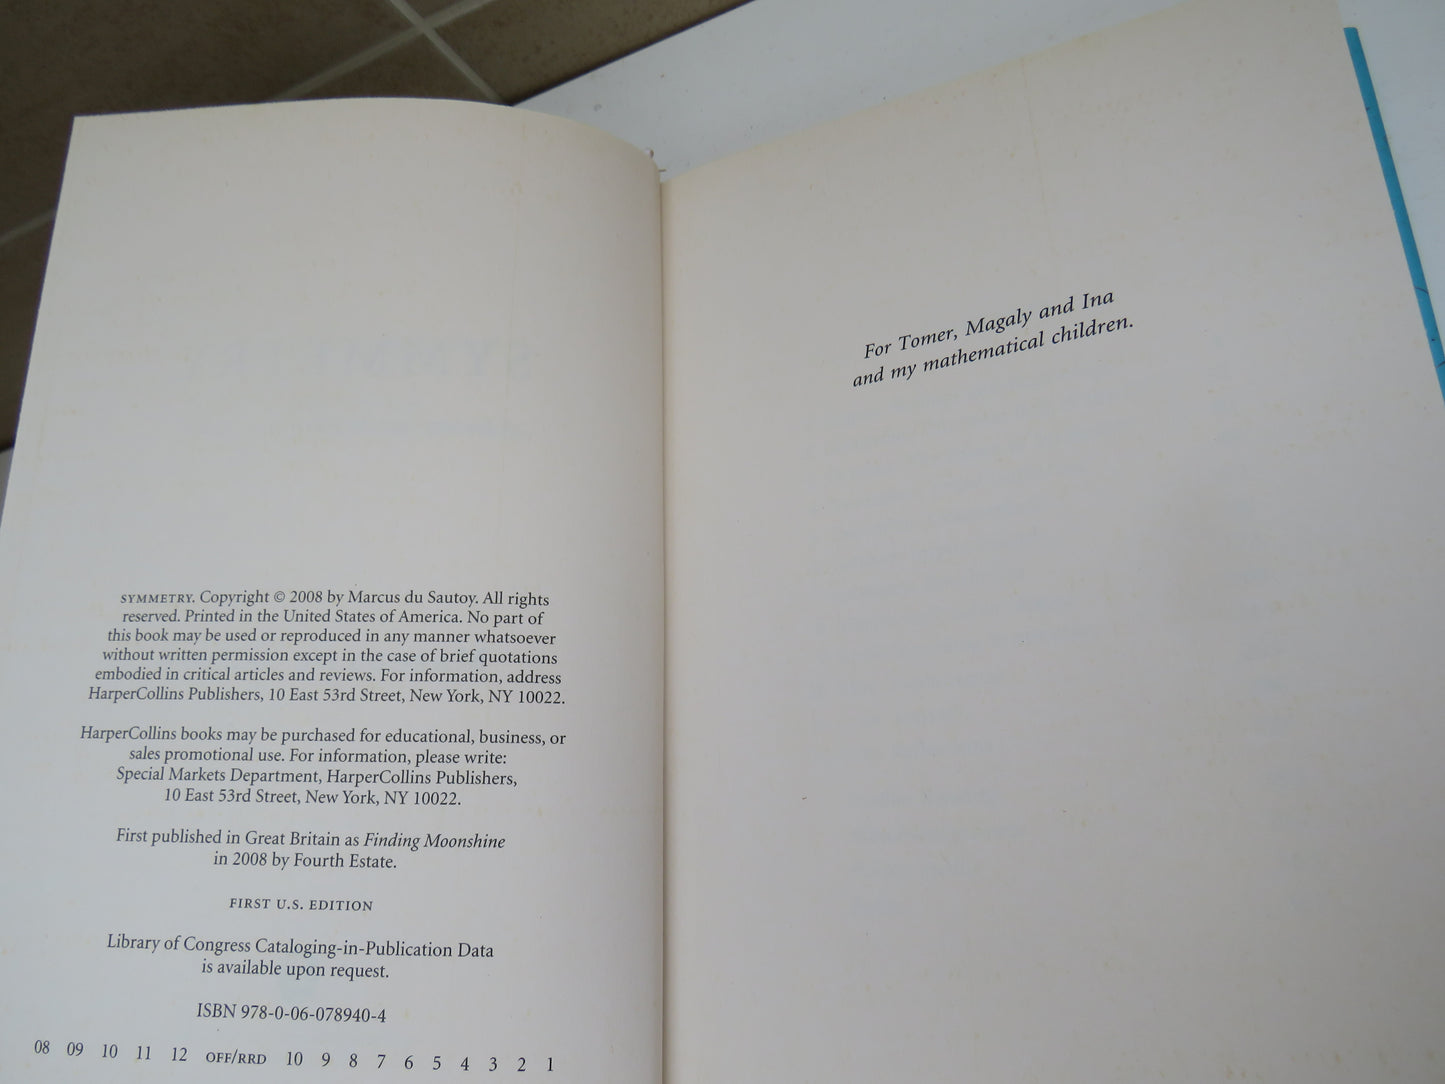 SYMMETRY. Copyright © 2008 by Marcus du Sautoy. All rights
reserved. Printed in the United States of America. No part of
this book may be used or reproduced in any manner whatsoever
without written permission except in the case of brief quotations
embodied in critical articles and reviews. For information, address
HarperCollins Publishers, 10 East 53rd Street, New York, NY 10022.
HarperCollins books may be purchased for educational, business, or
sales promotional use. For information, please write:
Special Markets Department, HarperCollins Publishers,
10 East 53rd Street, New York, NY 10022.
First published in Great Britain as Finding Moonshine
in 2008 by Fourth Estate.
FIRST U.S. EDITION
Library of Congress Cataloging-in-Publication Data
is available upon request.
ISBN 978-0-06-078940-4
08 09 10 11 12 OFF/RRD 10 9 8 7 6 5 4 3 2 1
For Tomer, Magaly and Ina
and my mathematical children.